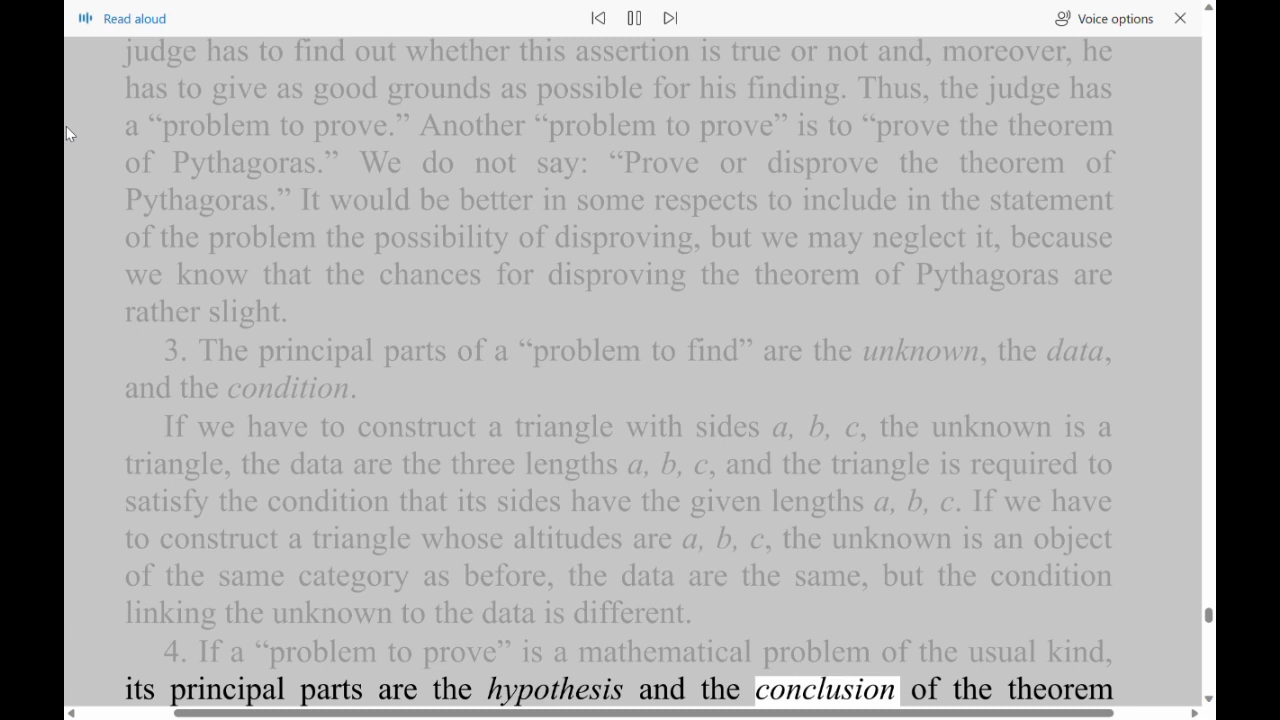 Read aloud
Voice options
judge has to find out whether this assertion is true or not and, moreover, he
has to give as good grounds as possible for his finding. Thus, the judge has
a “problem to prove.” Another “problem to prove” is to “prove the theorem
of Pythagoras.” We do not say: “Prove or disprove the theorem of
Pythagoras.” It would be better in some respects to include in the statement
of the problem the possibility of disproving, but we may neglect it, because
we know that the chances for disproving the theorem of Pythagoras are
rather slight.
3. The principal parts of a “problem to find” are the unknown, the data,
and the condition.
If we have to construct a triangle with sides a, b, c, the unknown is a
triangle, the data are the three lengths a, b, c, and the triangle is required to
satisfy the condition that its sides have the given lengths a, b, c. If we have
to construct a triangle whose altitudes are a, b, c, the unknown is an object
of the same category as before, the data are the same, but the condition
linking the unknown to the data is different.
4. If a “problem to prove” is a mathematical problem of the usual kind,
its principal parts are the hypothesis and the conclusion of the theorem